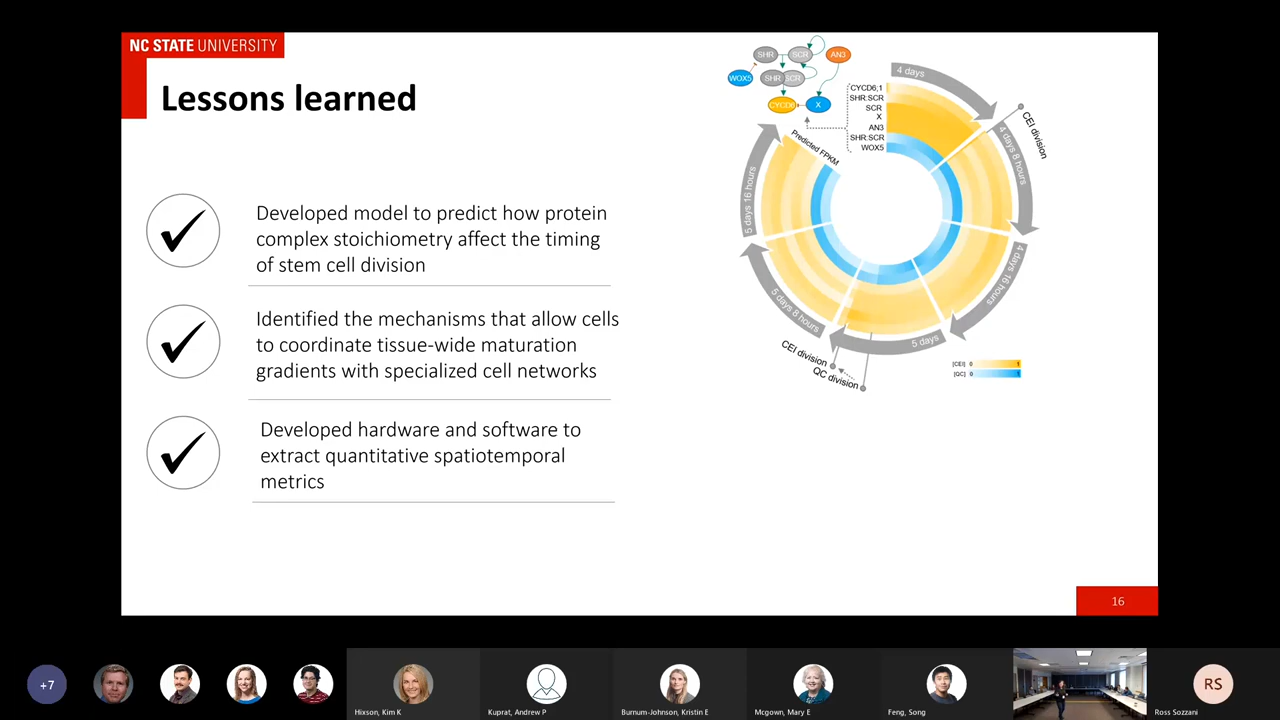 NC STATE UNIVERSITY
Lessons learned
Developed model to predict how protein
complex stoichiometry affect the timing
of stem cell division
Identified the mechanisms that allow cells
to coordinate tissue-wide maturation
gradients with specialized cell networks
Developed hardware and software to
extract quantitative spatiotemporal
metrics
SHR
SCR
AN3
WOX5
SHR SCR
CYCD6
X
CYCD6;1
SHR:SCR
SCR
X
AN3
SHR:SCR
WOX5
Predicted FPKM
4 days
CEI division
4 days 8 hours
4 days 16 hours
5 days
QC division
CEI division
5 days 8 hours
5 days 16 hours
[CEI] 0 1
[QC] 0 1
16
+7
Hixson, Kim K
Kuprat, Andrew P
Burnum-Johnson, Kristin E
Mcgown, Mary E
Feng, Song
RS
Ross Sozzani